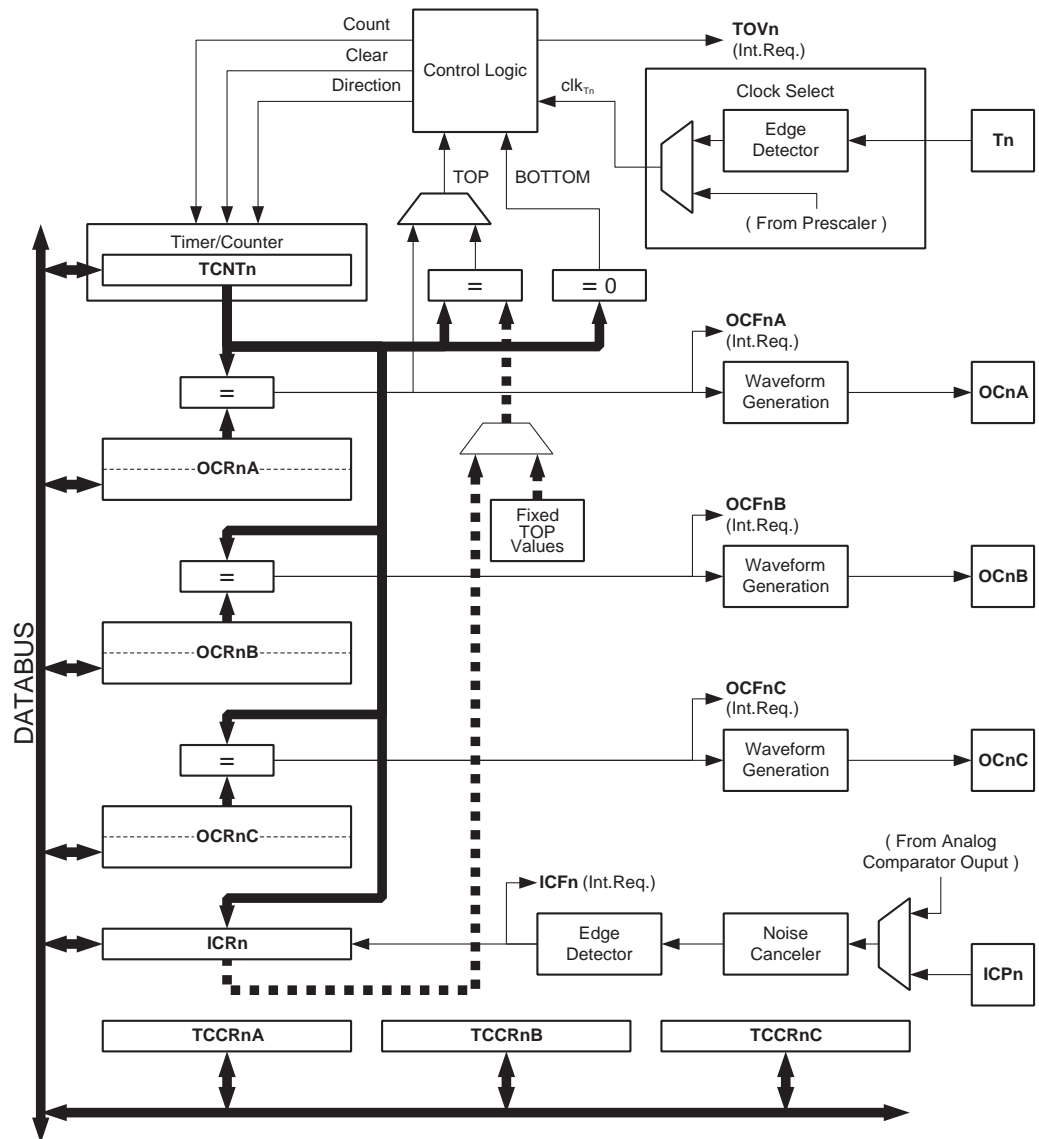 Count
Clear
Direction
Control Logic
TOVn
(Int.Req.)
clkTn
Clock Select
Edge
Detector
Tn
( From Prescaler )
TOP
BOTTOM
Timer/Counter
TCNTn
=
= 0
OCFnA
(Int.Req.)
=
Waveform
Generation
OCnA
OCRnA
Fixed
TOP
Values
OCFnB
(Int.Req.)
=
Waveform
Generation
OCnB
OCRnB
DATABUS
OCFnC
(Int.Req.)
=
Waveform
Generation
OCnC
OCRnC
( From Analog
Comparator Ouput )
ICFn (Int.Req.)
ICRn
Edge
Detector
Noise
Canceler
ICPn
TCCRnA
TCCRnB
TCCRnC